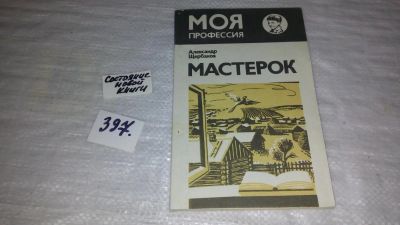 МОЯ
ПРОФЕССИЯ
Александр
Щербаков
МАСТЕРОК
СОСТОЯНИЕ
НОВОЙ
КНИГИ
397.